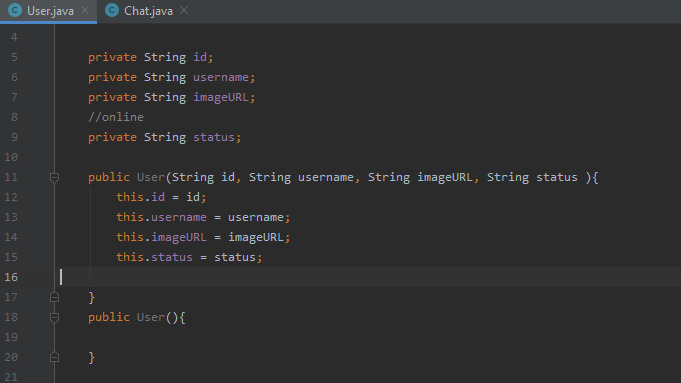 User.java Chat.java
4
5 private String id;
6 private String username;
7 private String imageURL;
8 //online
9 private String status;
10
11 public User(String id, String username, String imageURL, String status ){
12 this.id = id;
13 this.username = username;
14 this.imageURL = imageURL;
15 this.status = status;
16
17 }
18 public User(){
19
20 }
21